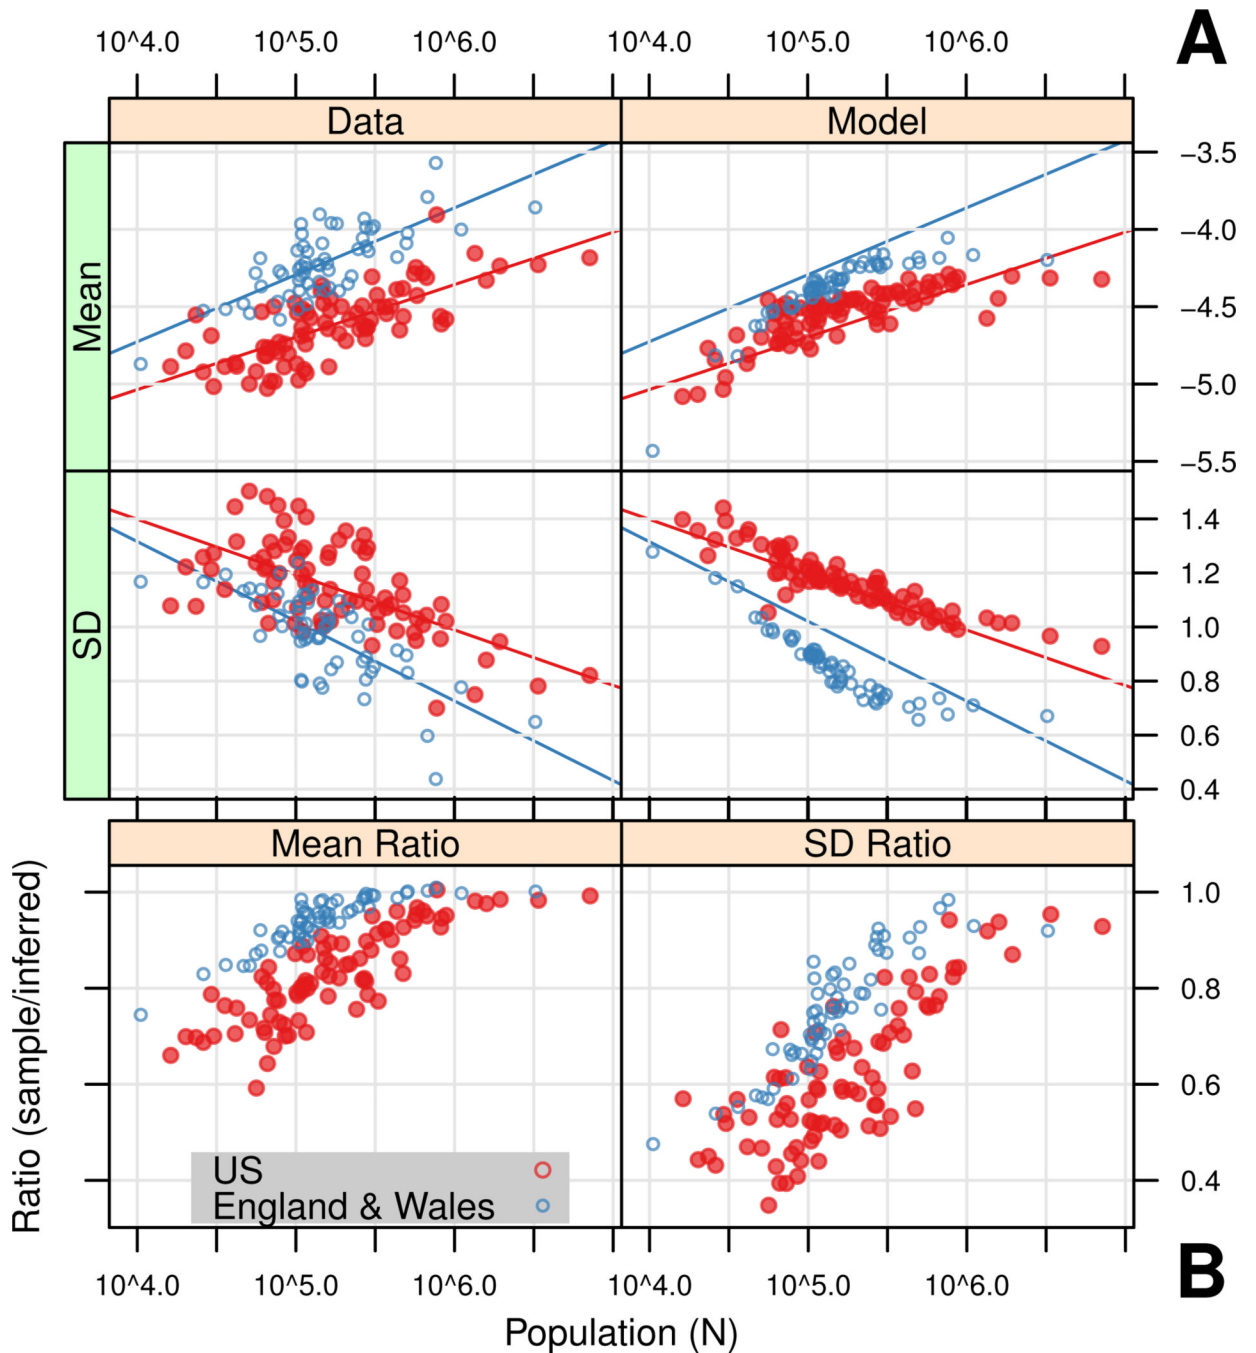 10^4.0 10^5.0 10^6.0 10^4.0 10^5.0 10^6.0 A
Data Model
Mean
−3.5
−4.0
−4.5
−5.0
−5.5
SD
1.4
1.2
1.0
0.8
0.6
0.4
Mean Ratio SD Ratio
Ratio (sample/inferred)
1.0
0.8
0.6
0.4
US
England & Wales
10^4.0 10^5.0 10^6.0 10^4.0 10^5.0 10^6.0 B
Population (N)